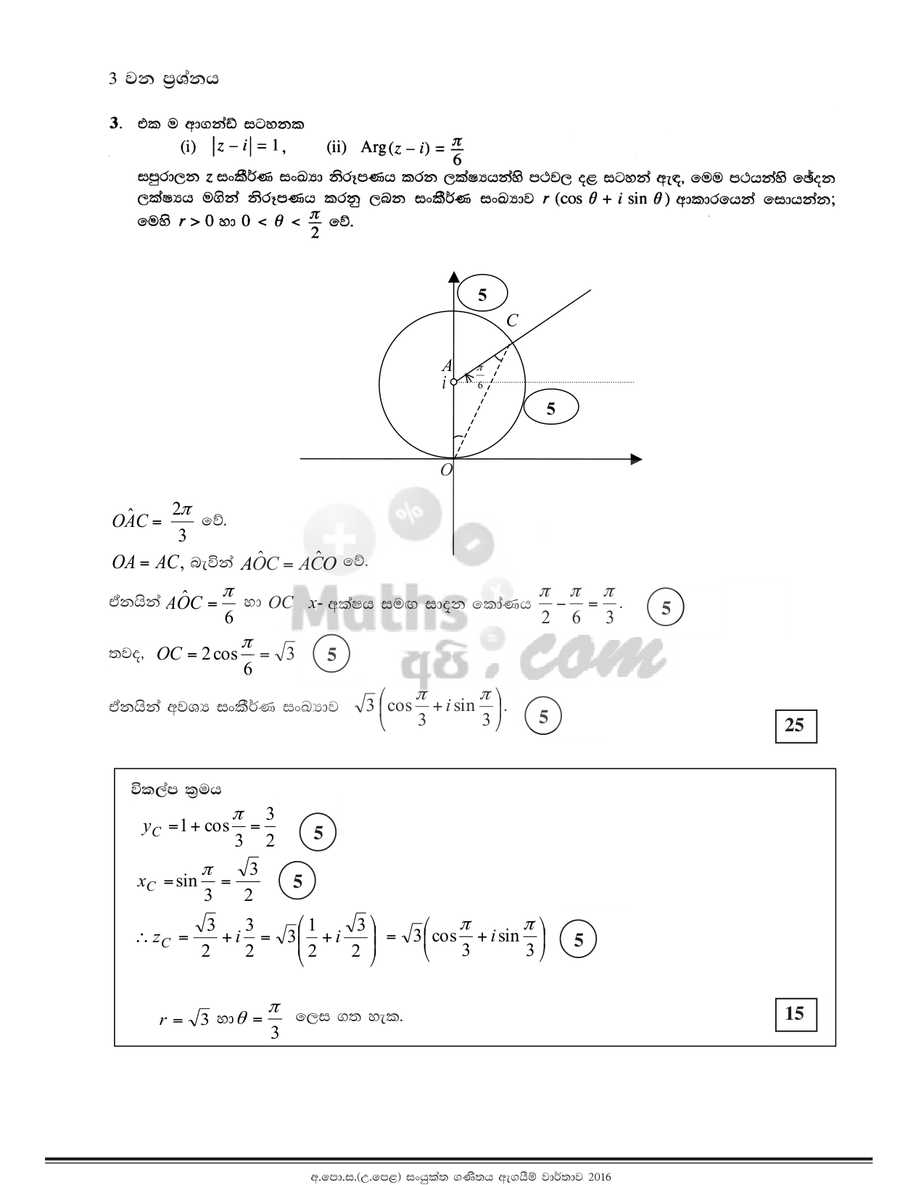 3 වන ප්‍රශ්නය
3. එක ම ආගන්ඩ් සටහනක
(i) |z − i| = 1, (ii) Arg (z − i) = π/6
සපුරාලන z සංකීර්ණ සංඛ්‍යා නිරූපණය කරන ලක්ෂ්‍යයන්හි පථවල දළ සටහන් ඇඳ, මෙම පථයන්හි ඡේදන
ලක්ෂ්‍යය මගින් නිරූපණය කරනු ලබන සංකීර්ණ සංඛ්‍යාව r (cos θ + i sin θ) ආකාරයෙන් සොයන්න;
මෙහි r > 0 හා 0 < θ < π/2 වේ.
5
C
A
i
π/6
5
O
OÂC = 2π/3 වේ.
OA = AC, බැවින් AÔC = AĈO වේ.
ඒනයින් AÔC = π/6 හා OC x- අක්ෂය සමඟ සාදන කෝණය π/2 − π/6 = π/3. 5
තවද, OC = 2 cos π/6 = √3 5
ඒනයින් අවශ්‍ය සංකීර්ණ සංඛ්‍යාව √3 (cos π/3 + i sin π/3). 5
25
Maths
අපි .com
විකල්ප ක්‍රමය
y_C = 1 + cos π/3 = 3/2 5
x_C = sin π/3 = √3/2 5
∴ z_C = √3/2 + i 3/2 = √3 (1/2 + i √3/2) = √3 (cos π/3 + i sin π/3) 5
r = √3 හා θ = π/3 ලෙස ගත හැක. 15
අ.පො.ස.(උ.පෙළ) සංයුක්ත ගණිතය ඇගයීම් වාර්තාව 2016